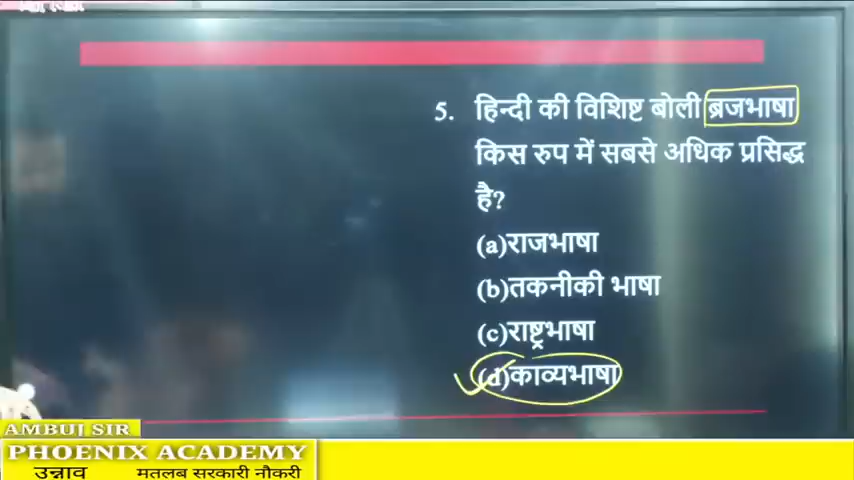 5. हिन्दी की विशिष्ट बोली ब्रजभाषा
किस रुप में सबसे अधिक प्रसिद्ध
है?
(a)राजभाषा
(b)तकनीकी भाषा
(c)राष्ट्रभाषा
(d)काव्यभाषा
AMBUJ SIR
PHOENIX ACADEMY
उन्नाव मतलब सरकारी नौकरी